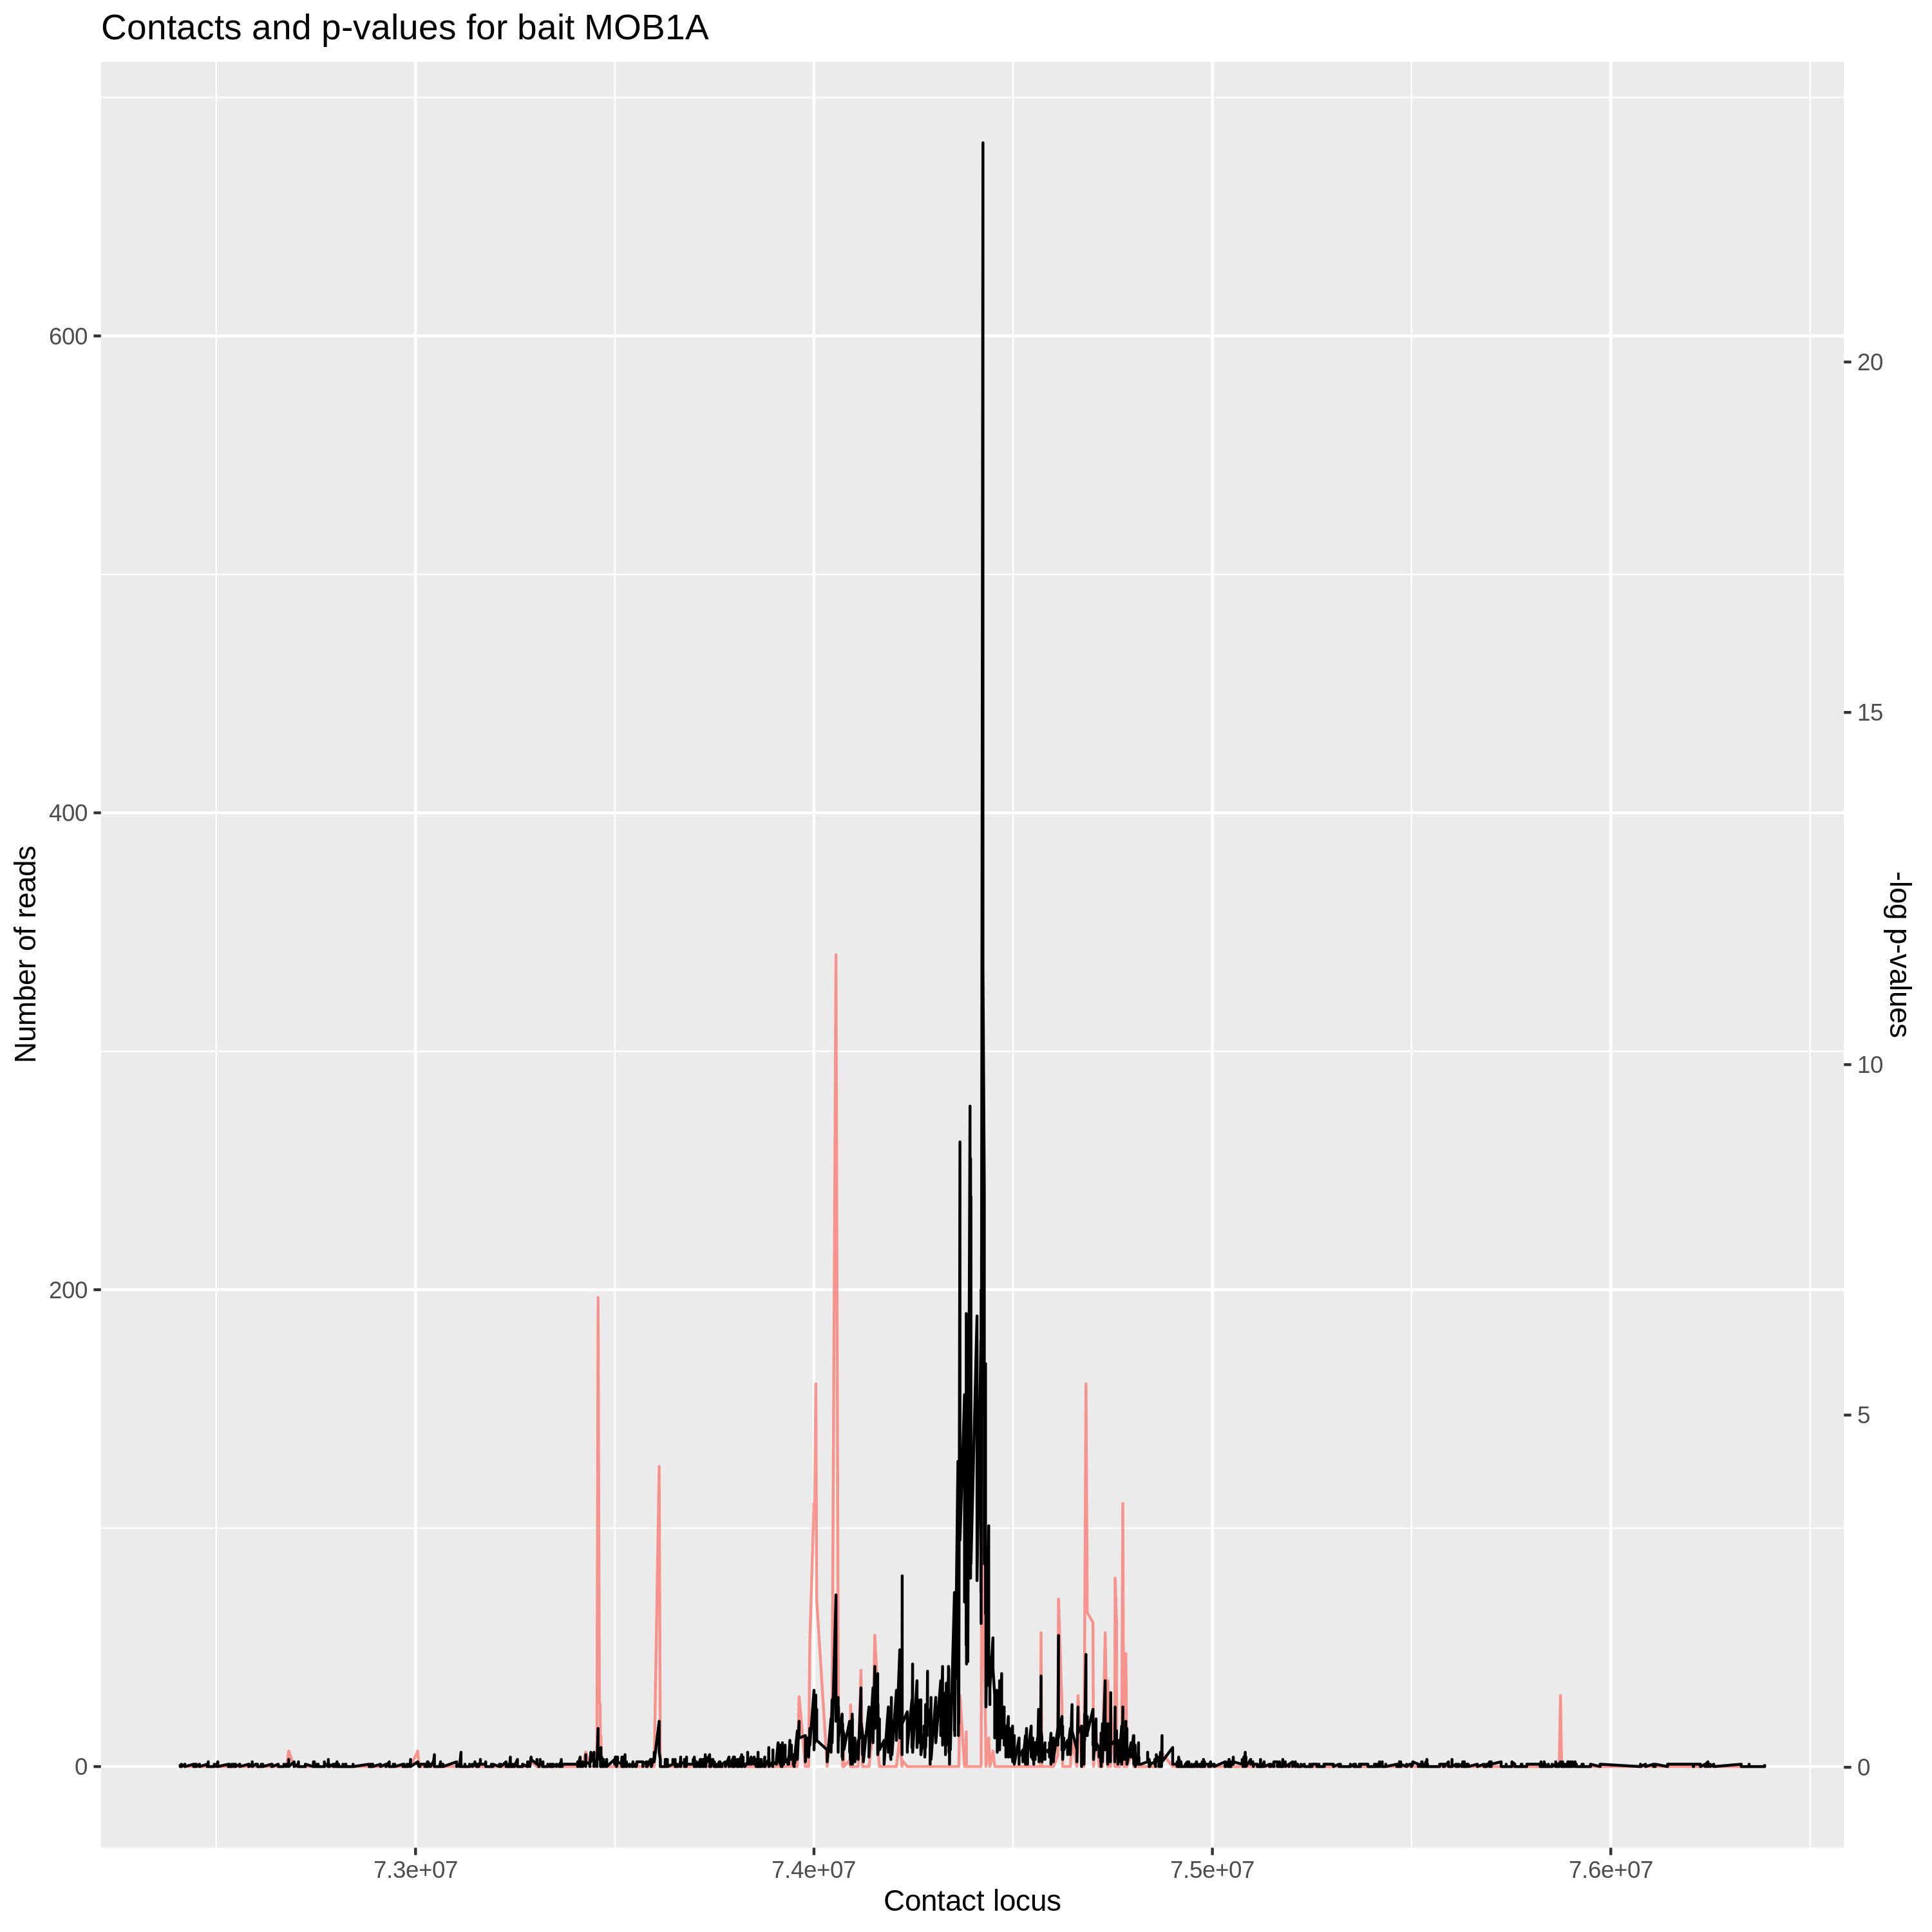 Contacts and p-values for bait MOB1A
600
400
200
0
Number of reads
20
15
10
5
0
-log p-values
7.3e+07
7.4e+07
7.5e+07
7.6e+07
Contact locus